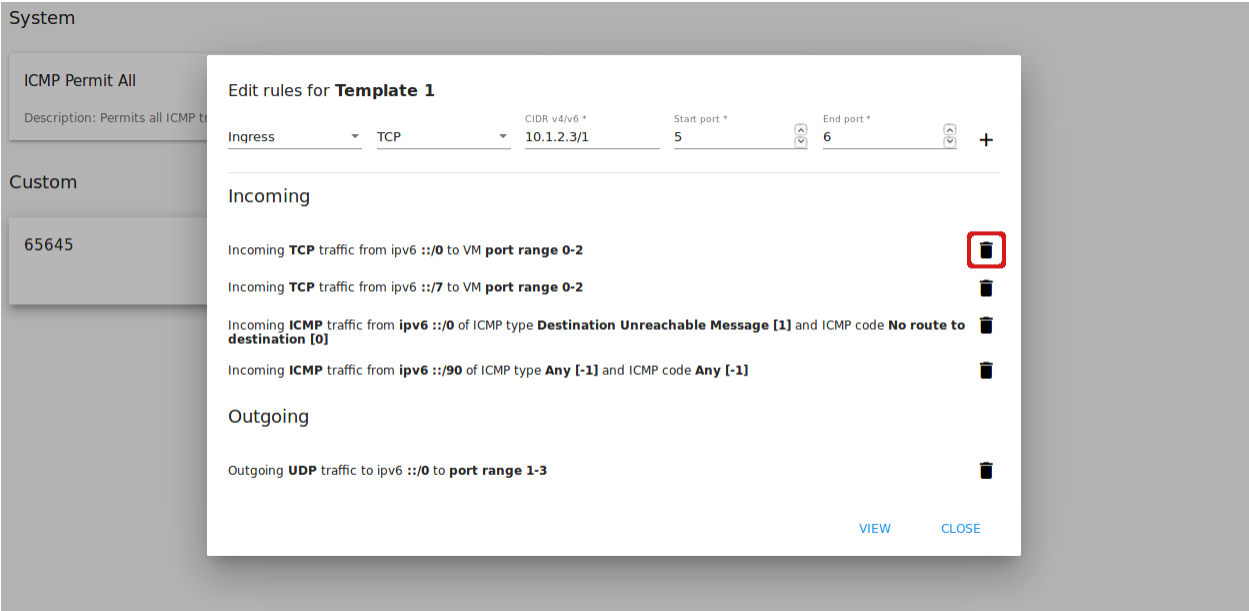 System
ICMP Permit All
Description: Permits all ICMP
Custom
65645
Edit rules for Template 1
CIDR v4/v6 *
Start port *
End port *
Ingress
TCP
10.1.2.3/1
5
6
Incoming
Incoming TCP traffic from ipv6 ::/0 to VM port range 0-2
Incoming TCP traffic from ipv6 ::/7 to VM port range 0-2
Incoming ICMP traffic from ipv6 ::/0 of ICMP type Destination Unreachable Message [1] and ICMP code No route to
destination [0]
Incoming ICMP traffic from ipv6 ::/90 of ICMP type Any [-1] and ICMP code Any [-1]
Outgoing
Outgoing UDP traffic to ipv6 ::/0 to port range 1-3
VIEW
CLOSE